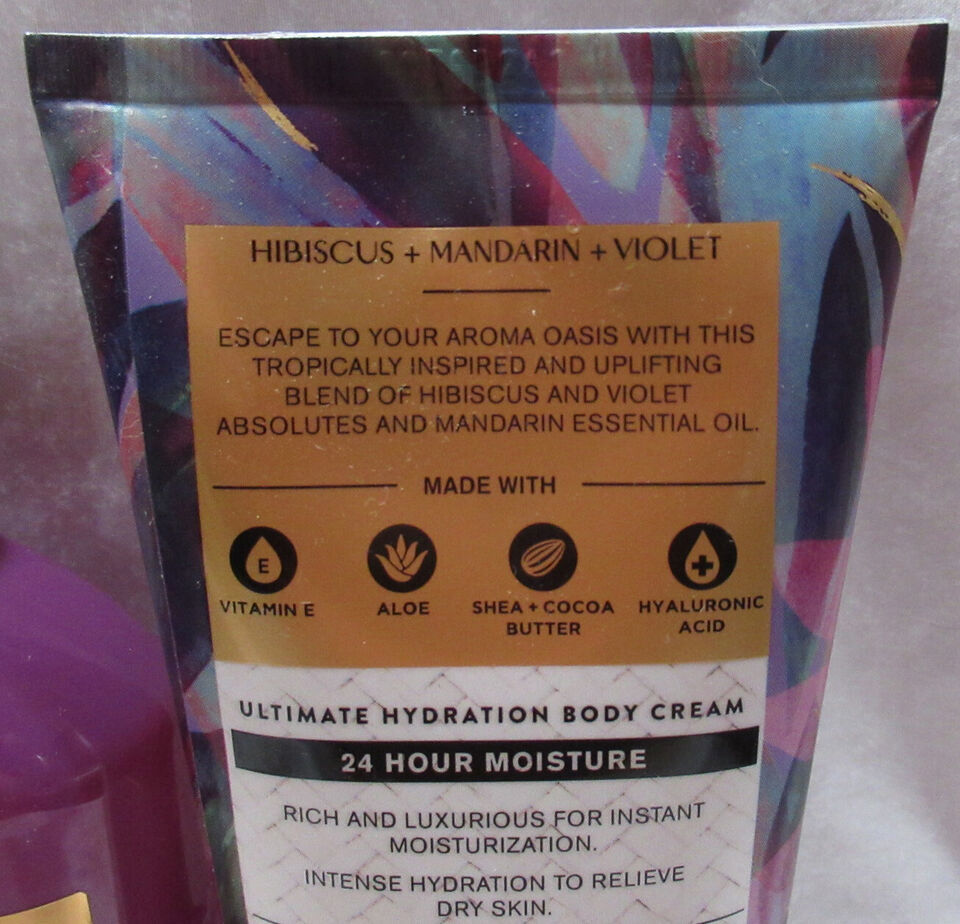 HIBISCUS + MANDARIN + VIOLET
ESCAPE TO YOUR AROMA OASIS WITH THIS
TROPICALLY INSPIRED AND UPLIFTING
BLEND OF HIBISCUS AND VIOLET
ABSOLUTES AND MANDARIN ESSENTIAL OIL.
MADE WITH
E
VITAMIN E
ALOE
SHEA + COCOA
BUTTER
HYALURONIC
ACID
ULTIMATE HYDRATION BODY CREAM
24 HOUR MOISTURE
RICH AND LUXURIOUS FOR INSTANT
MOISTURIZATION.
INTENSE HYDRATION TO RELIEVE
DRY SKIN.